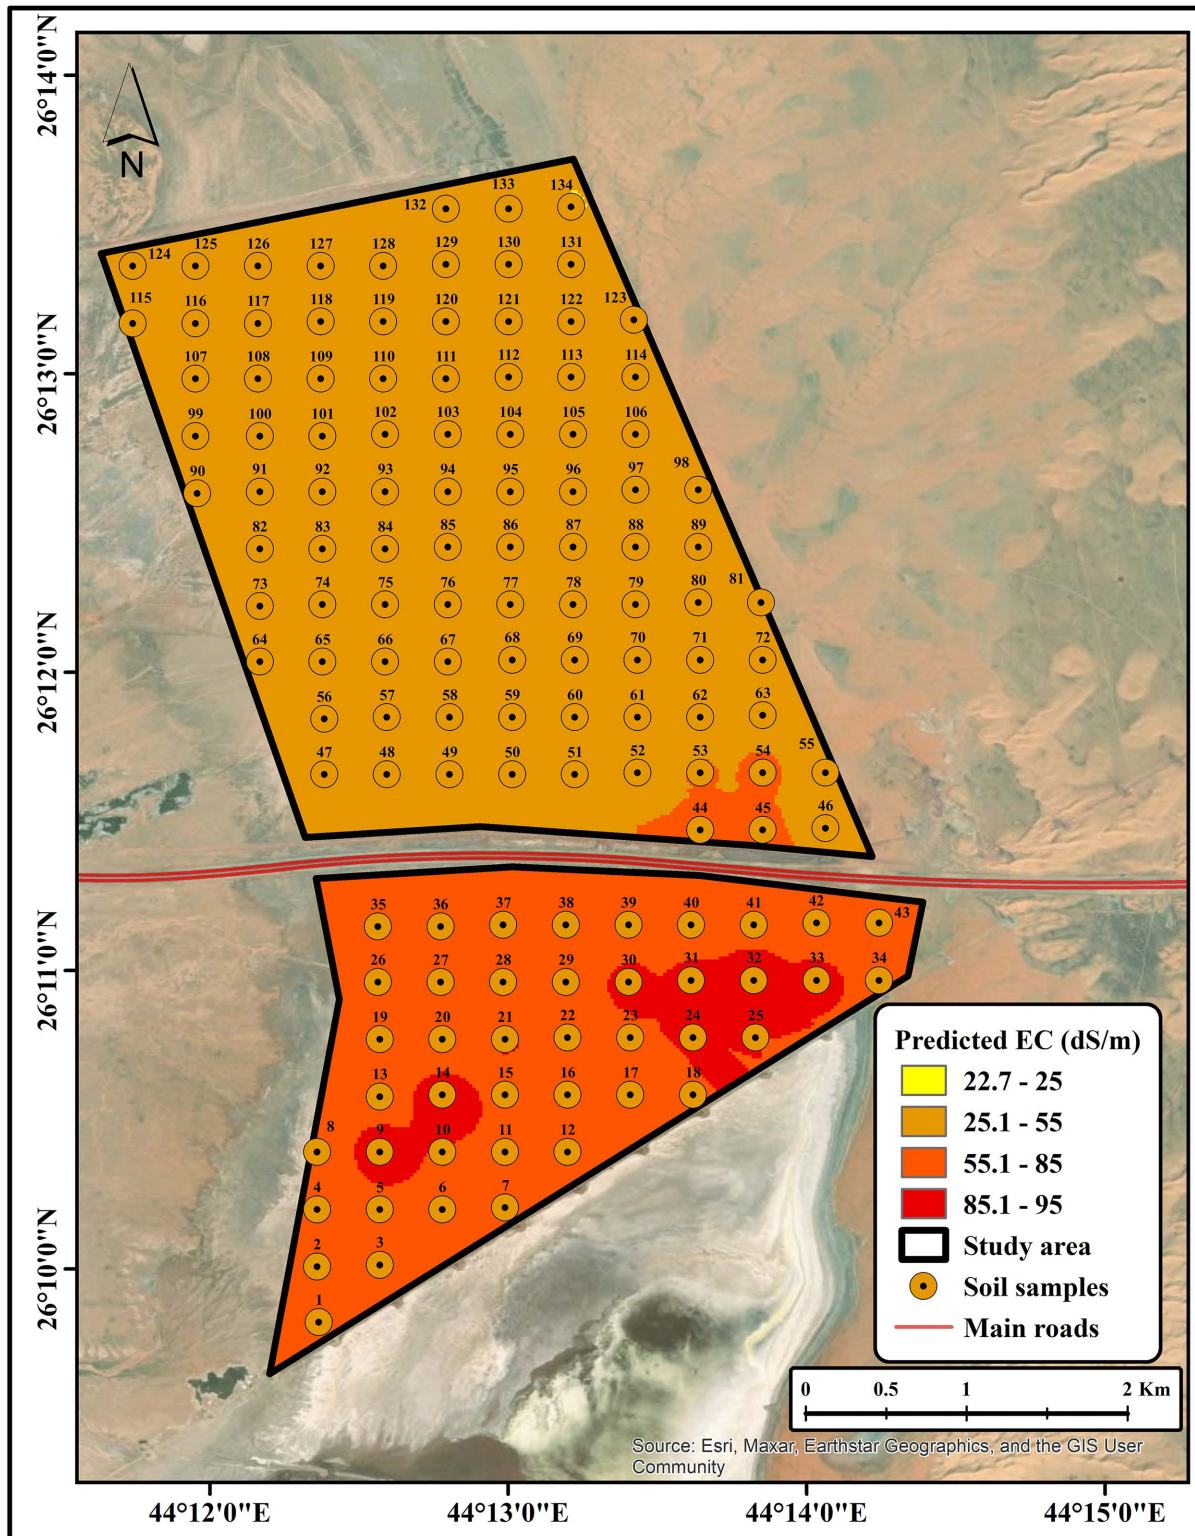 26°14'0"N
N
133 134
132
124 125 126 127 128 129 130 131
115 116 117 118 119 120 121 122 123
26°13'0"N
107 108 109 110 111 112 113 114
99 100 101 102 103 104 105 106
90 91 92 93 94 95 96 97 98
82 83 84 85 86 87 88 89
73 74 75 76 77 78 79 80 81
26°12'0"N
64 65 66 67 68 69 70 71 72
56 57 58 59 60 61 62 63
47 48 49 50 51 52 53 54 55
44 45 46
35 36 37 38 39 40 41 42 43
26°11'0"N
26 27 28 29 30 31 32 33 34
19 20 21 22 23 24 25
13 14 15 16 17 18
8 9 10 11 12
4 5 6 7
26°10'0"N
2 3
1
Predicted EC (dS/m)
22.7 - 25
25.1 - 55
55.1 - 85
85.1 - 95
Study area
Soil samples
Main roads
0 0.5 1 2 Km
Source: Esri, Maxar, Earthstar Geographics, and the GIS User
Community
44°12'0"E 44°13'0"E 44°14'0"E 44°15'0"E